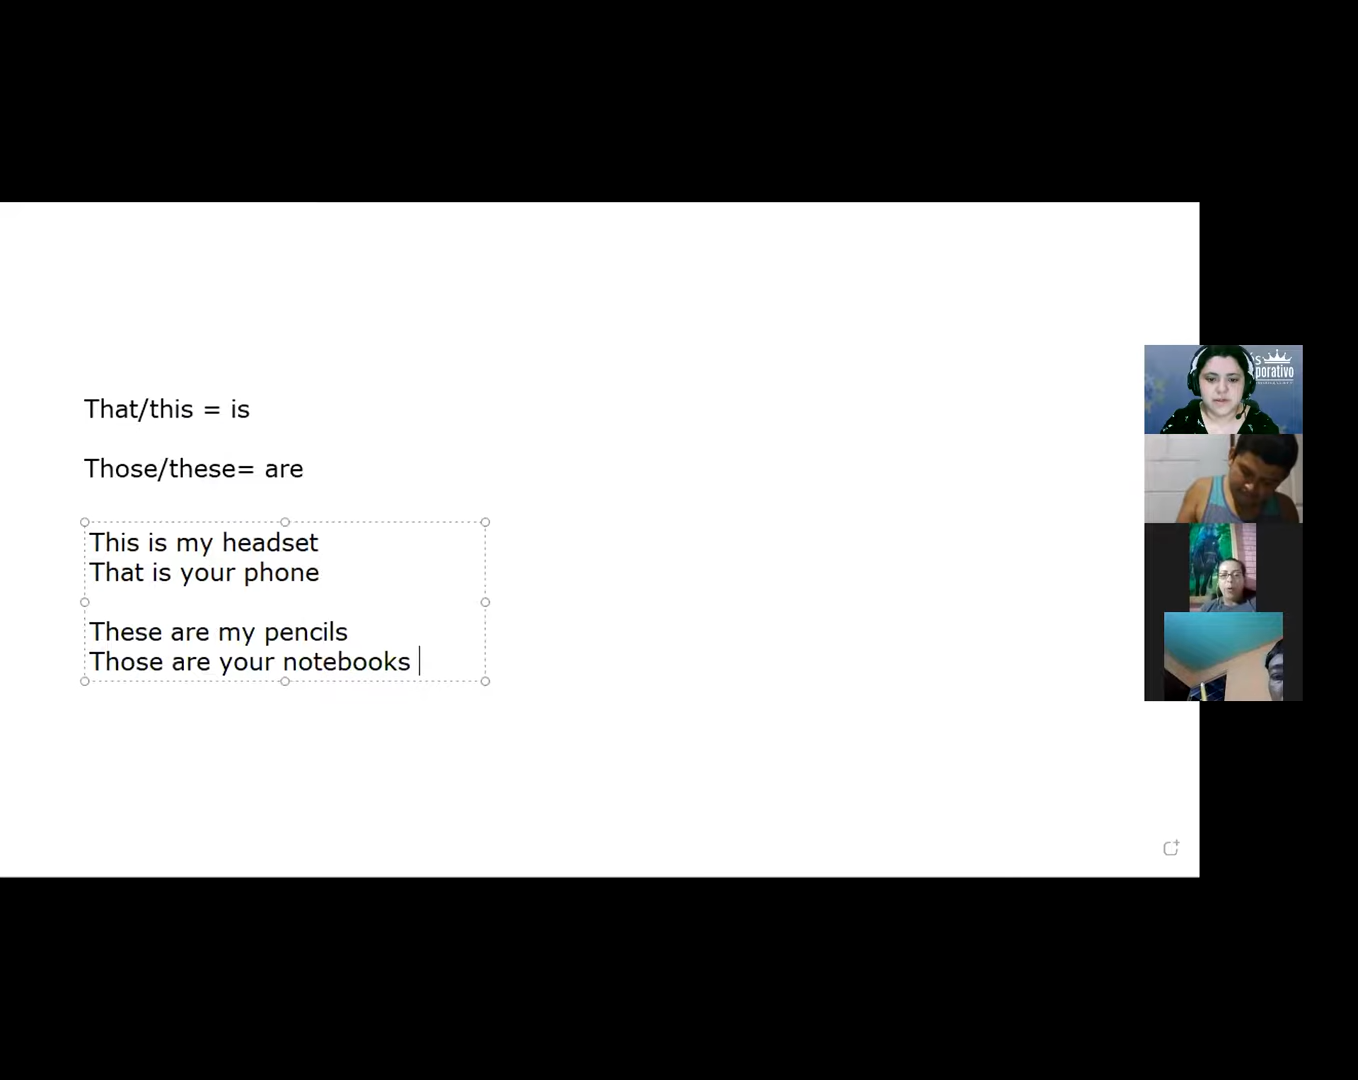 That/this = is
Those/these= are
This is my headset
That is your phone
These are my pencils
Those are your notebooks
s
porativo